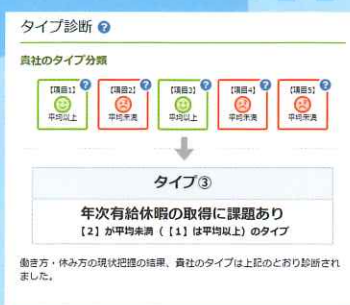 タイプ診断 ?
貴社のタイプ分類
【項目1】 ? 【項目2】 ? 【項目3】 ? 【項目4】 ? 【項目5】 ?
平均以上 平均未満 平均以上 平均未満 平均未満
タイプ③
年次有給休暇の取得に課題あり
【2】が平均未満（【1】は平均以上）のタイプ
働き方・休み方の現状把握の結果、貴社のタイプは上記のとおり診断され
ました。